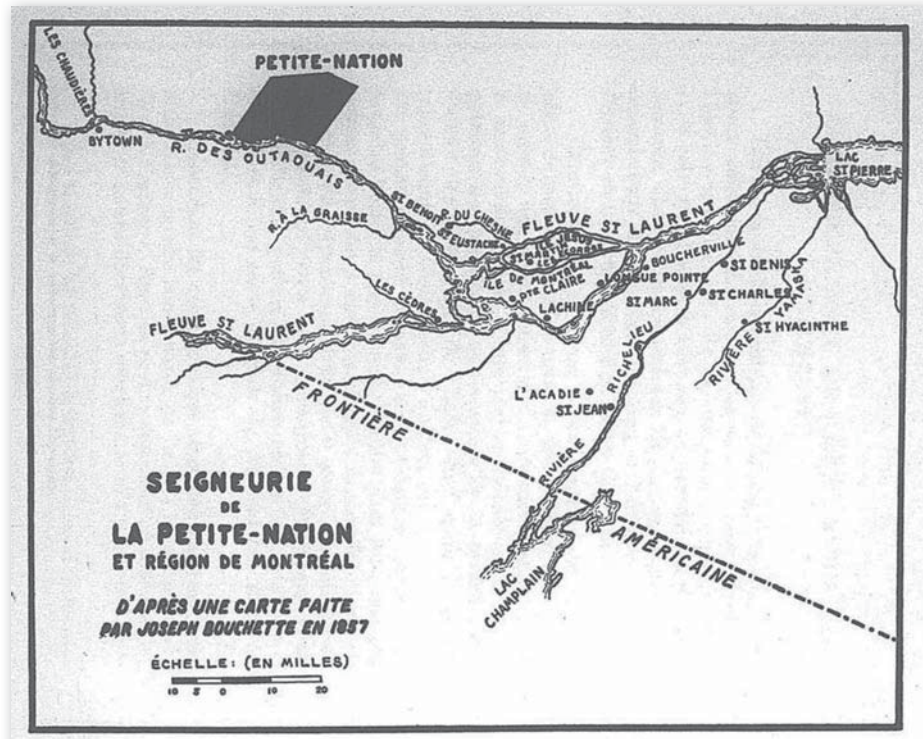 PETITE-NATION
LES CHAUDIÈRES
BYTOWN
R. DES OUTAOUAIS
R. À LA GRAISSE
ST BENOIT
R. DU CHESNE
ST EUSTACHE
FLEUVE ST LAURENT
ILE JÉSUS
ST MARTIN
ILE DE MONTRÉAL
PTE CLAIRE
LONGUE POINTE
BOUCHERVILLE
LACHINE
LES CÈDRES
LAC
ST PIERRE
ST DENIS
ST MARC
ST CHARLES
ST HYACINTHE
RIVIÈRE YAMASKA
FLEUVE ST LAURENT
L'ACADIE
ST JEAN
RIVIÈRE RICHELIEU
FRONTIÈRE AMÉRICAINE
LAC
CHAMPLAIN
SEIGNEURIE
DE
LA PETITE-NATION
ET RÉGION DE MONTRÉAL
D'APRÈS UNE CARTE FAITE
PAR JOSEPH BOUCHETTE EN 1857
ÉCHELLE: (EN MILLES)
10 5 0 10 20